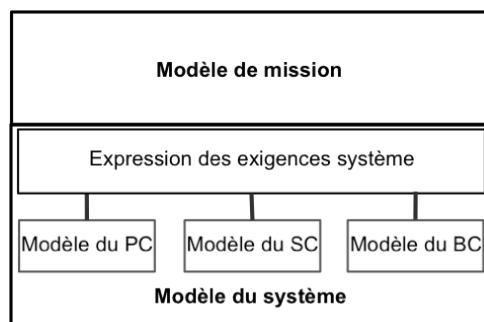 Modèle de mission
Expression des exigences système
Modèle du PC
Modèle du SC
Modèle du BC
Modèle du système